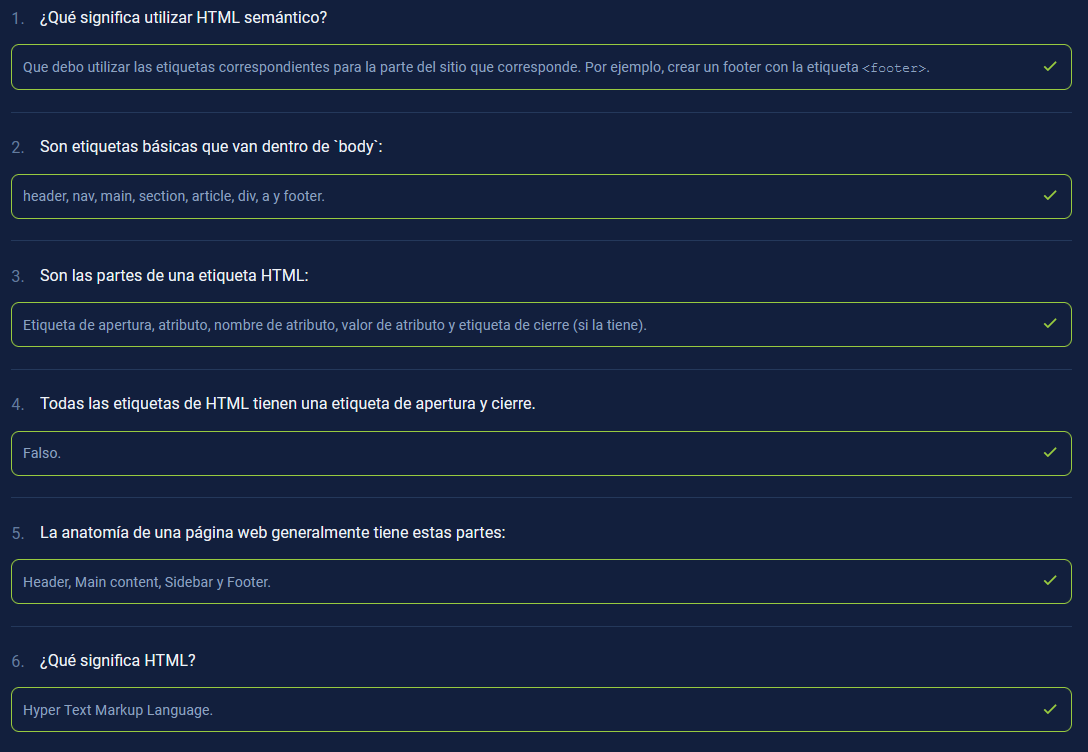 1. ¿Qué significa utilizar HTML semántico?
Que debo utilizar las etiquetas correspondientes para la parte del sitio que corresponde. Por ejemplo, crear un footer con la etiqueta <footer>.
2. Son etiquetas básicas que van dentro de `body`:
header, nav, main, section, article, div, a y footer.
3. Son las partes de una etiqueta HTML:
Etiqueta de apertura, atributo, nombre de atributo, valor de atributo y etiqueta de cierre (si la tiene).
4. Todas las etiquetas de HTML tienen una etiqueta de apertura y cierre.
Falso.
5. La anatomía de una página web generalmente tiene estas partes:
Header, Main content, Sidebar y Footer.
6. ¿Qué significa HTML?
Hyper Text Markup Language.